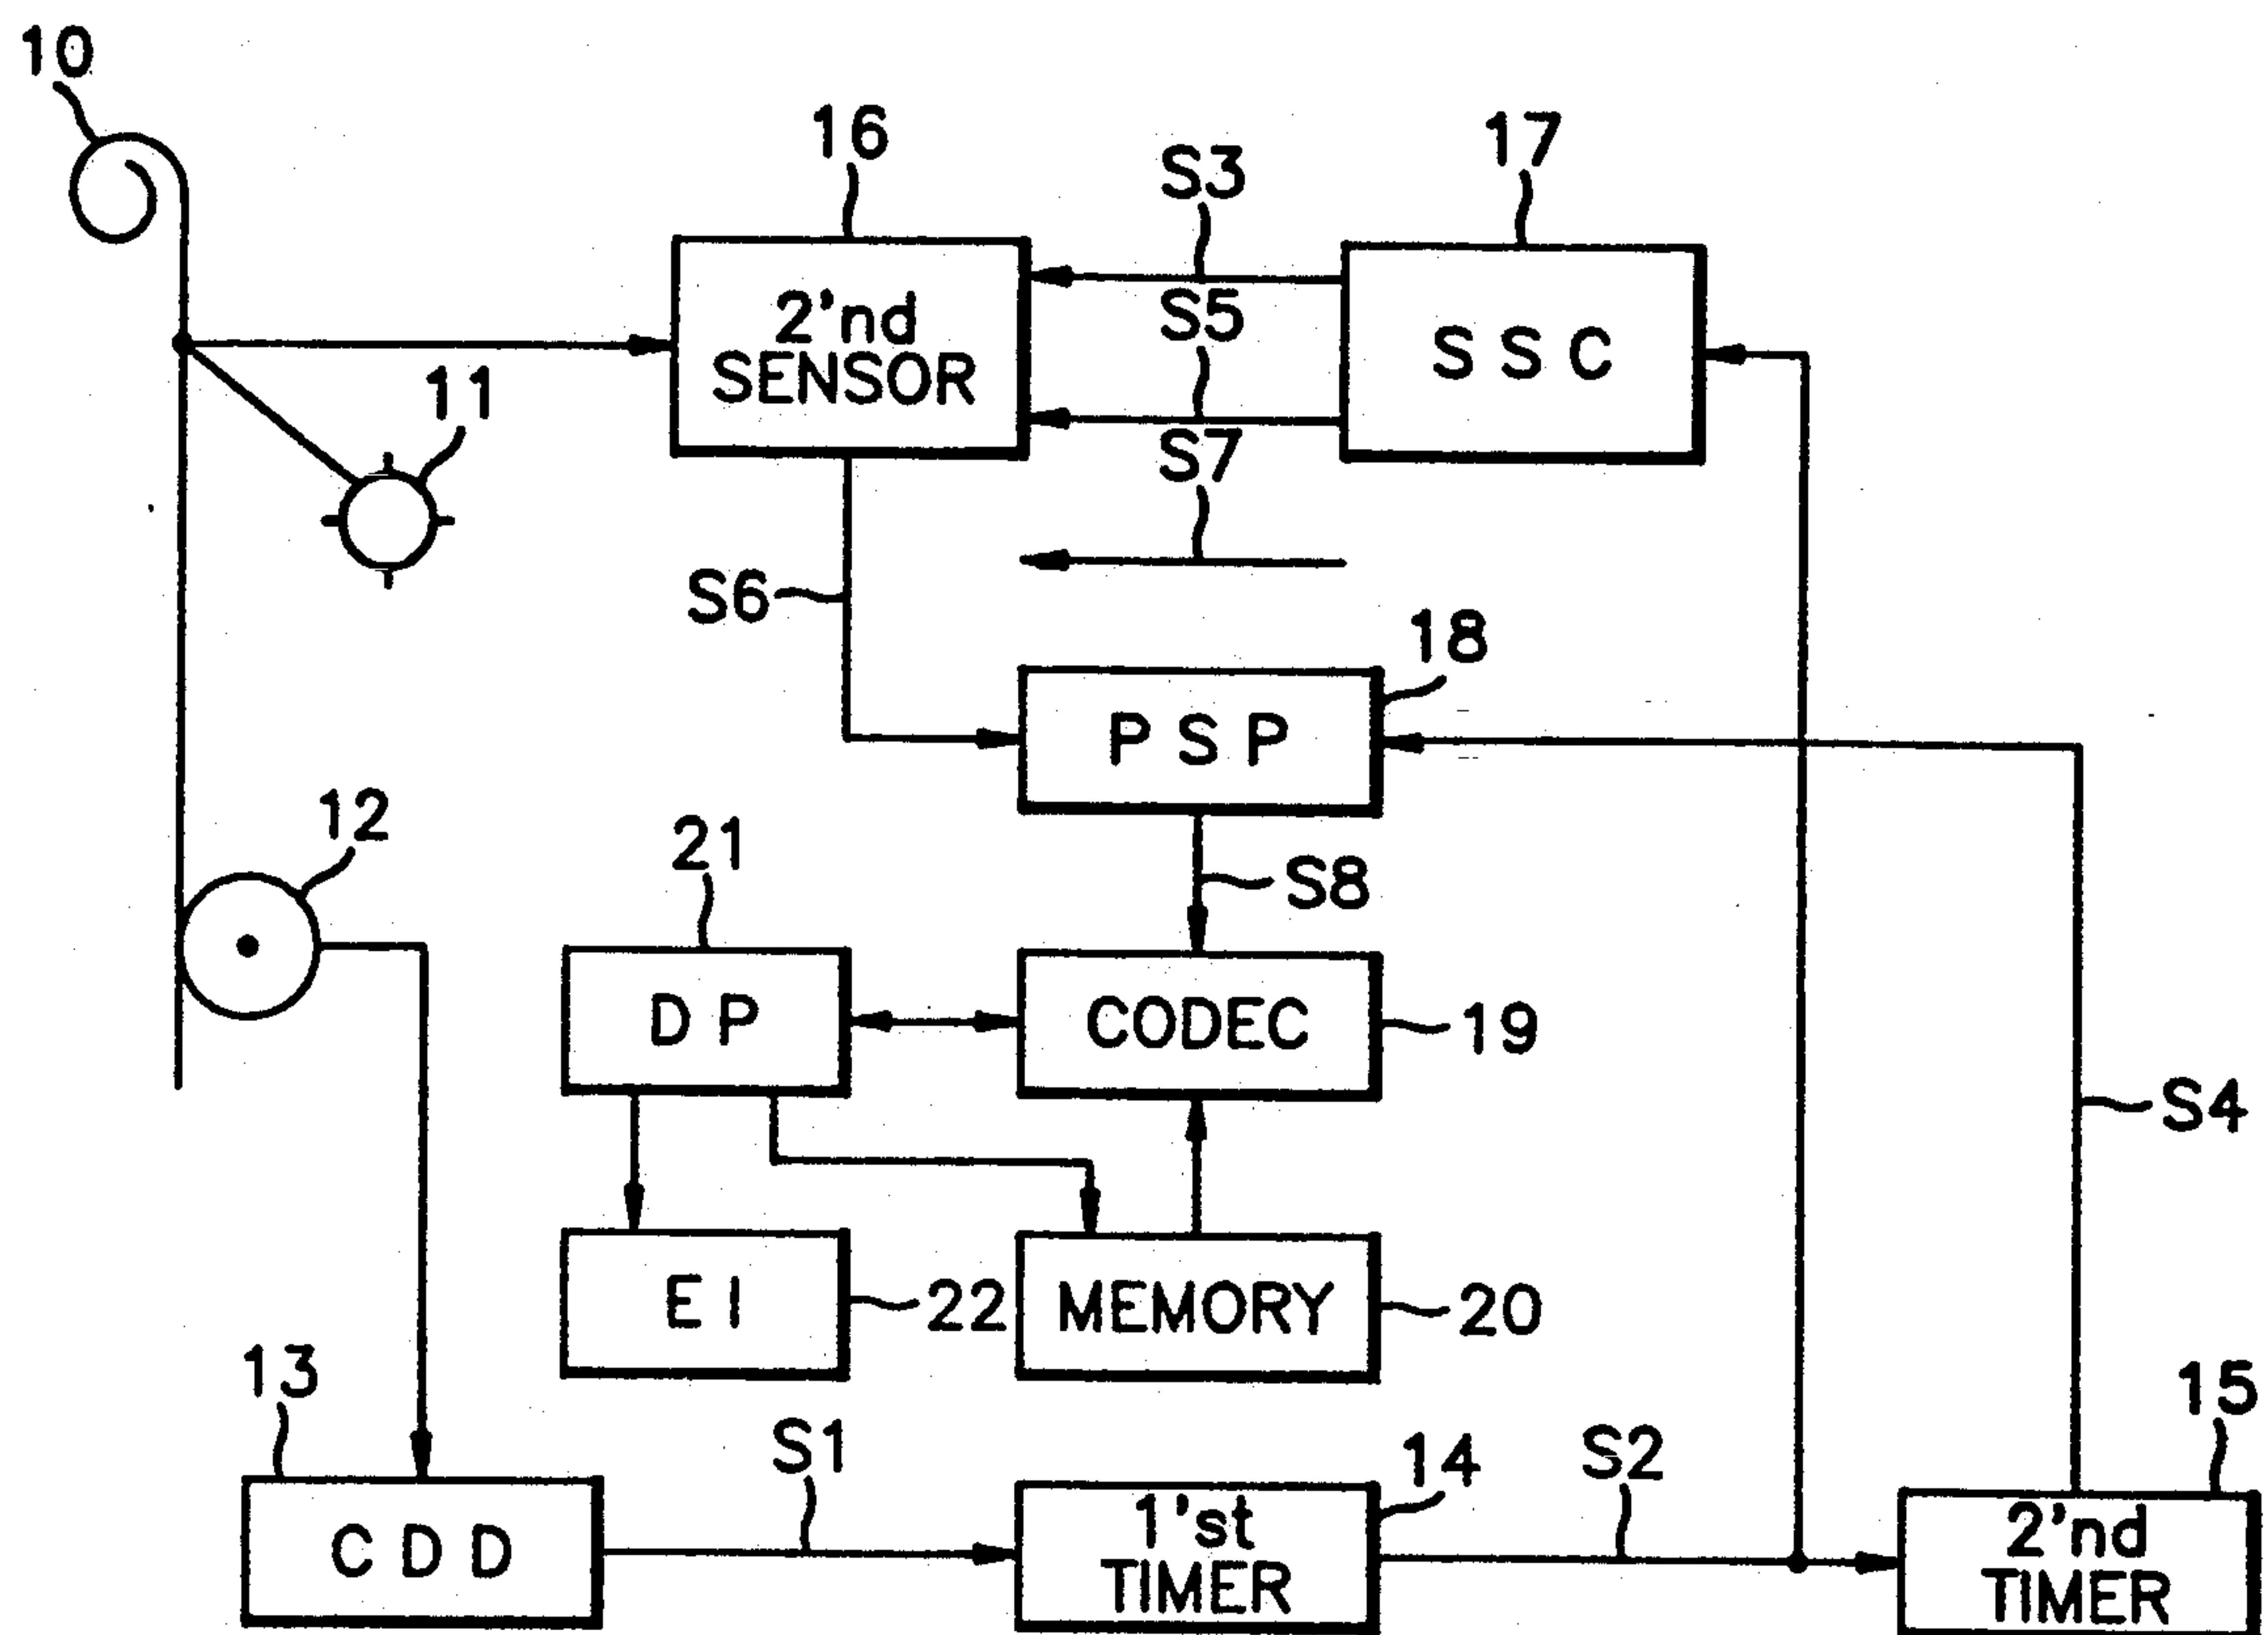 10
16
S3
17
2'nd
SENSOR
S5
S S C
11
S7
S6
18
P S P
12
21
S8
D P
CODEC
19
S4
E I
22
MEMORY
20
13
S1
14
S2
15
C D D
1'st
TIMER
2'nd
TIMER